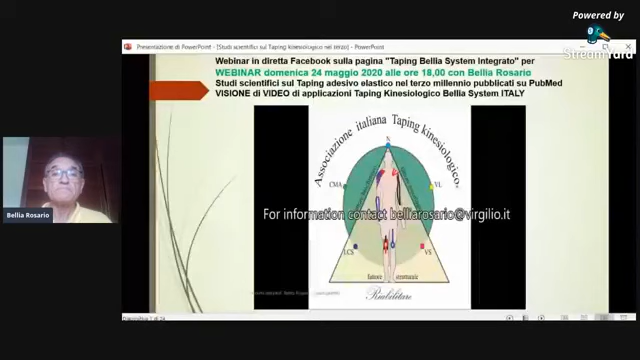 Powered by
StreamYard
Presentazione di PowerPoint - [Studi scientifici sul Taping Kinesiologico nel terzo] - PowerPoint
Webinar in diretta Facebook sulla pagina "Taping Bellia System Integrato" per
WEBINAR domenica 24 maggio 2020 alle ore 18,00 con Bellia Rosario
Studi scientifici sul Taping adesivo elastico nel terzo millennio pubblicati su PubMed
VISIONE di VIDEO di applicazioni Taping Kinesiologico Bellia System ITALY
Associazione italiana Taping kinesiologico.
N
CMA
VL
For information contact belliarosario@virgilio.it
Bellia Rosario
LCS
VS
Riabilitare